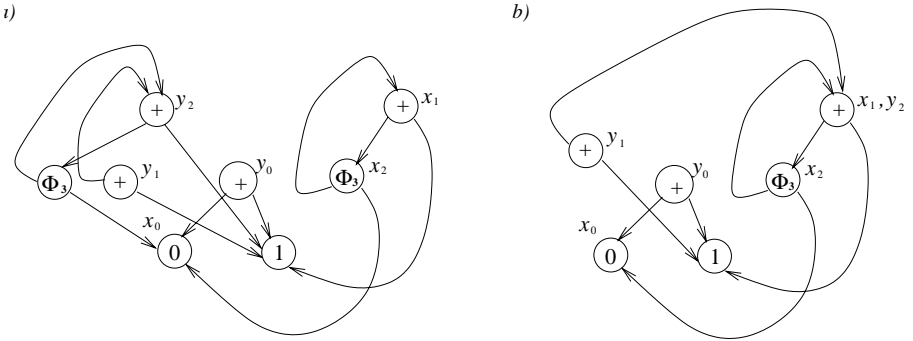 ı) b)
y₂ x₁ x₁,y₂
+ + +
y₁ y₀ x₂ y₁ y₀ x₂
Φ₃ + + Φ₃ + + Φ₃
x₀ x₀
0 1 0 1